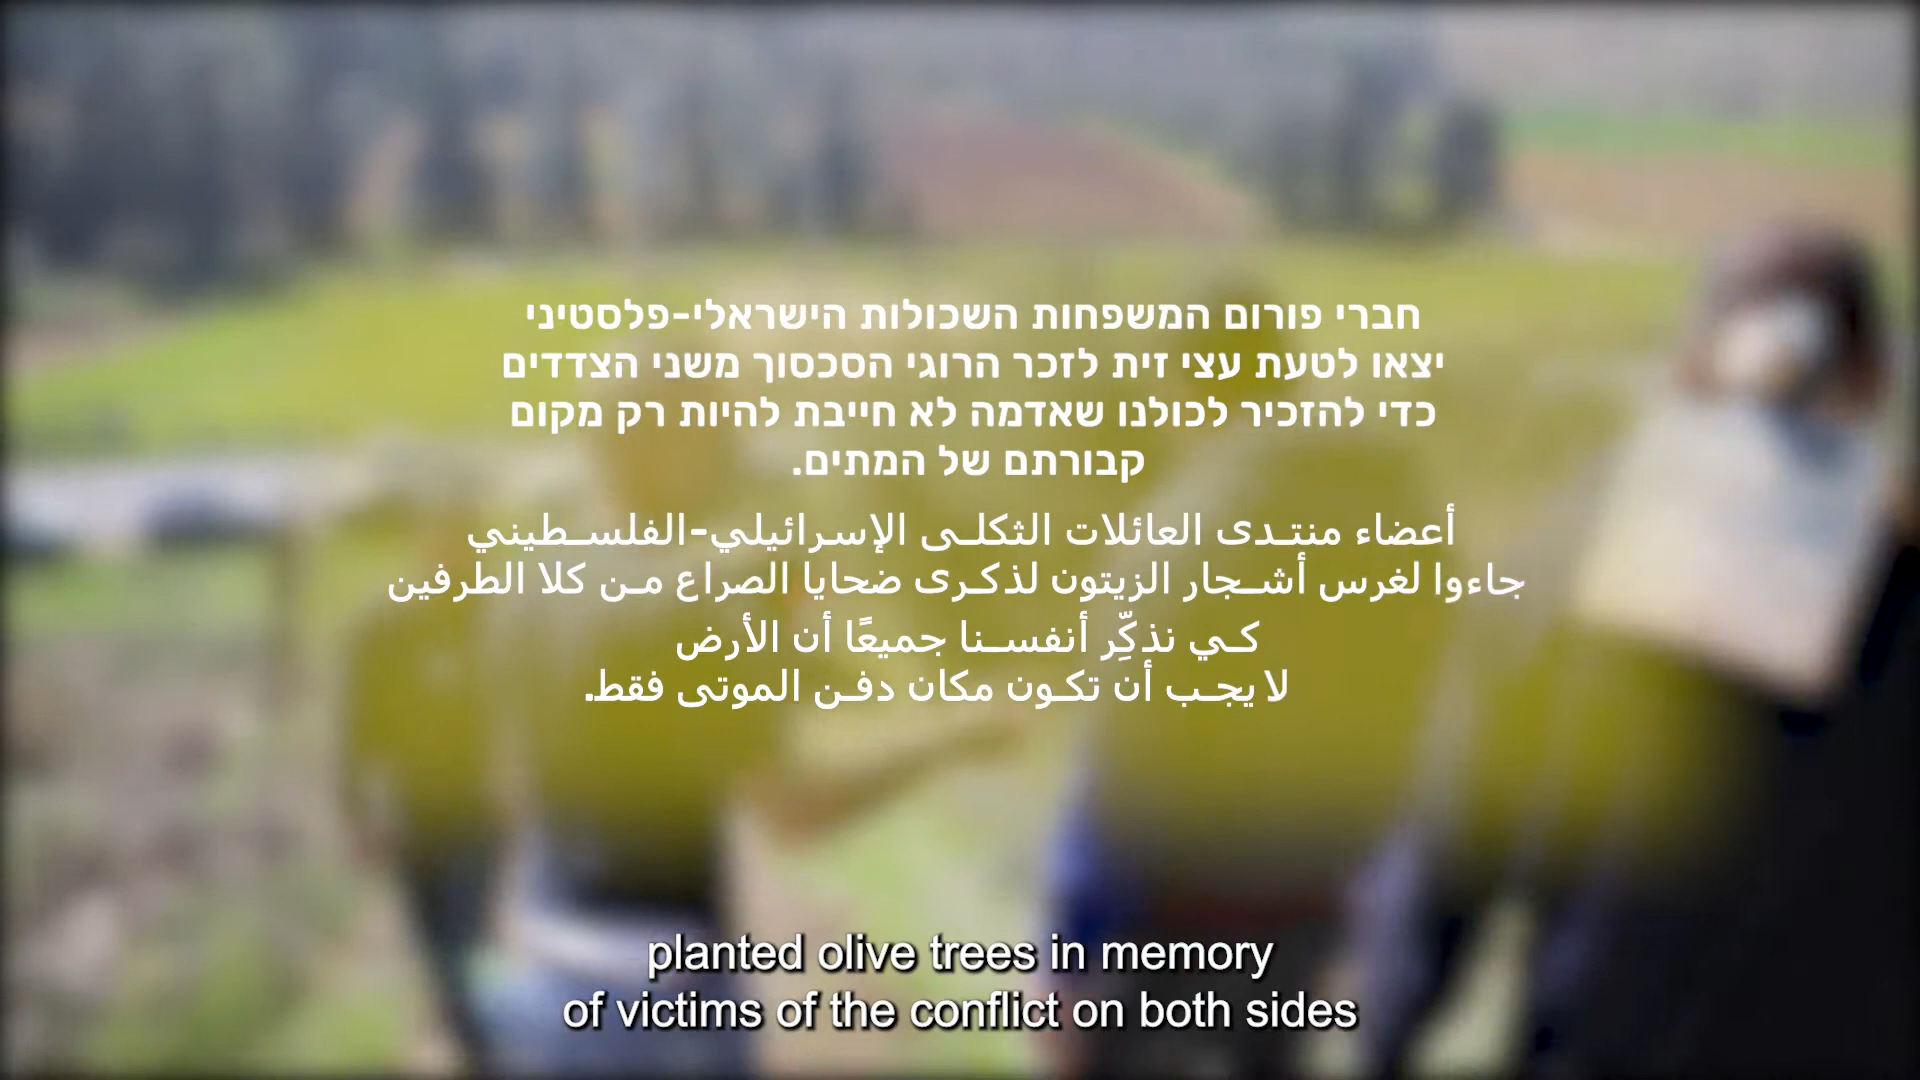 חברי פורום המשפחות השכולות הישראלי-פלסטיני
יצאו לטעת עצי זית לזכר הרוגי הסכסוך משני הצדדים
כדי להזכיר לכולנו שאדמה לא חייבת להיות רק מקום
קבורתם של המתים.
أعضاء منتدى العائلات الثكلى الإسرائيلي-الفلسطيني
جاءوا لغرس أشجار الزيتون لذكرى ضحايا الصراع من كلا الطرفين
كي نذكِّر أنفسنا جميعًا أن الأرض
لا يجب أن تكون مكان دفن الموتى فقط.
planted olive trees in memory
of victims of the conflict on both sides